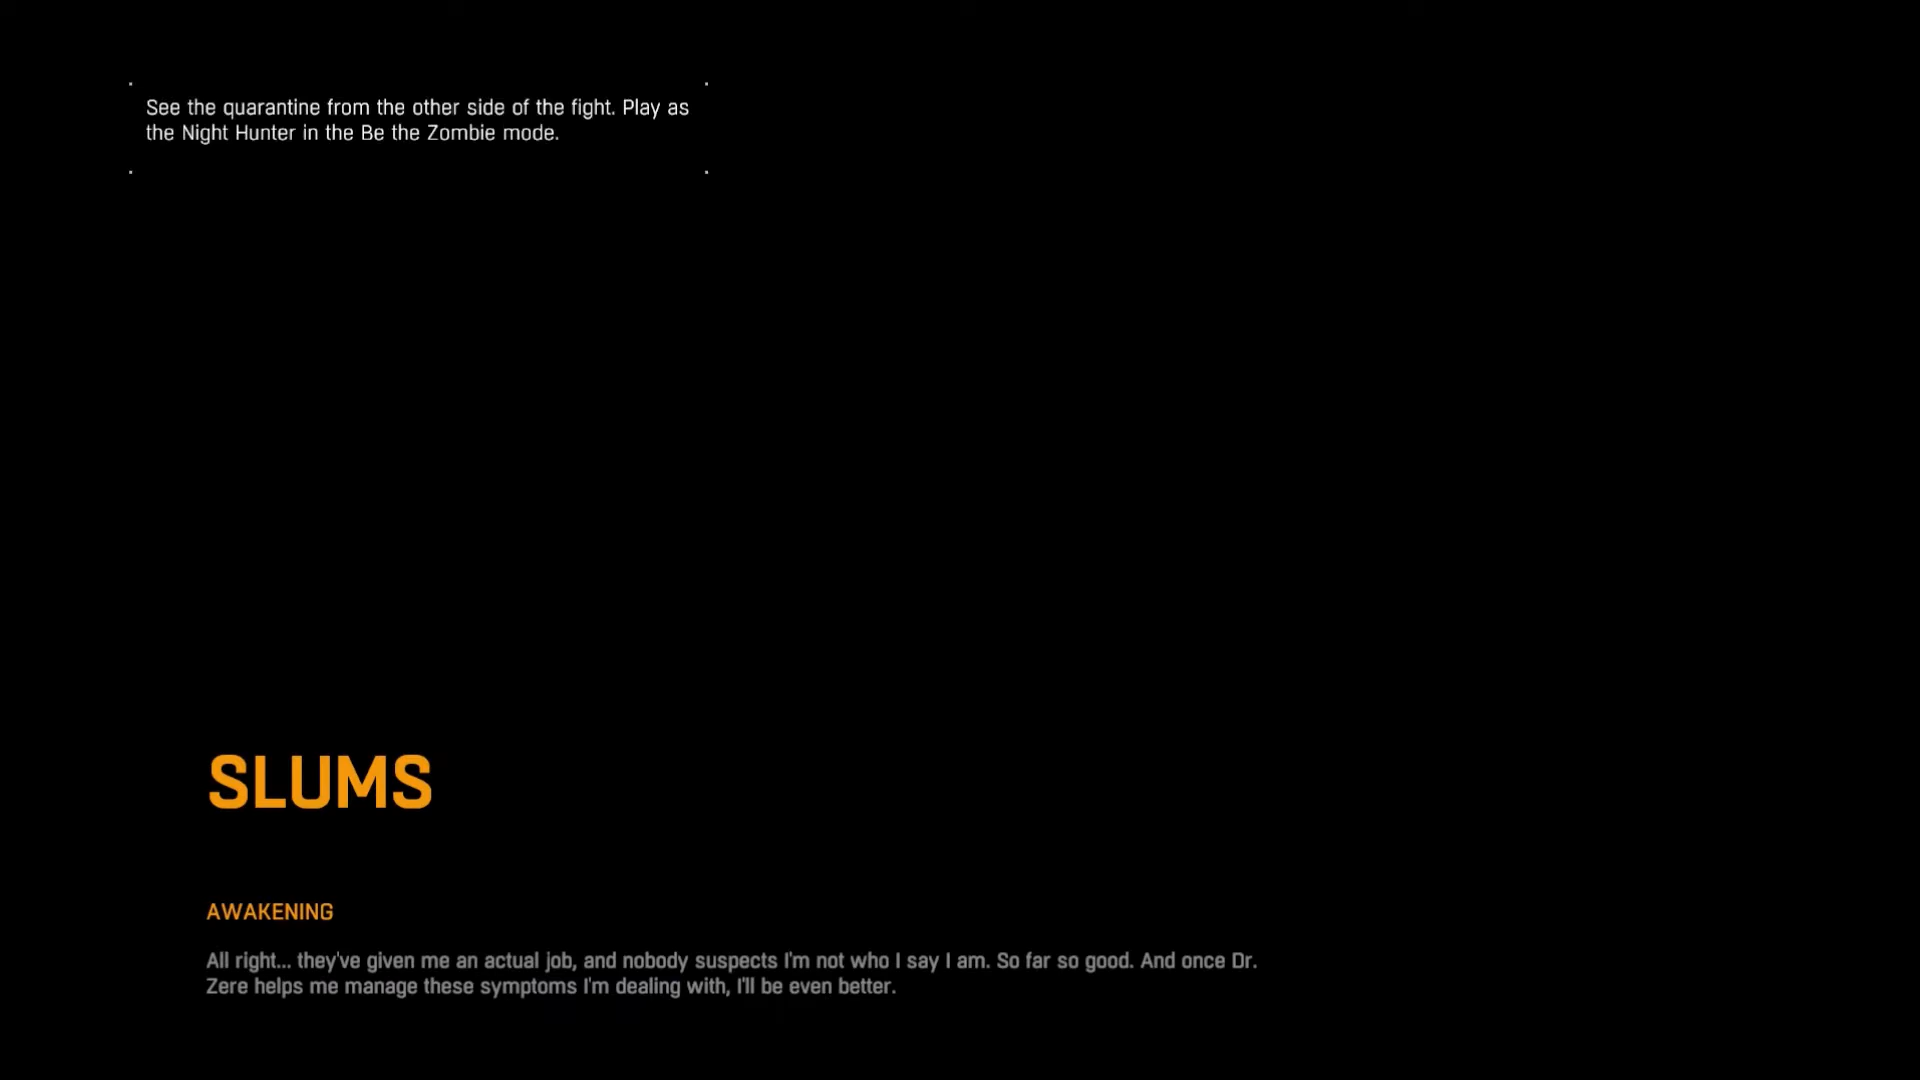 See the quarantine from the other side of the fight. Play as
the Night Hunter in the Be the Zombie mode.
SLUMS
AWAKENING
All right... they've given me an actual job, and nobody suspects I'm not who I say I am. So far so good. And once Dr.
Zere helps me manage these symptoms I'm dealing with, I'll be even better.